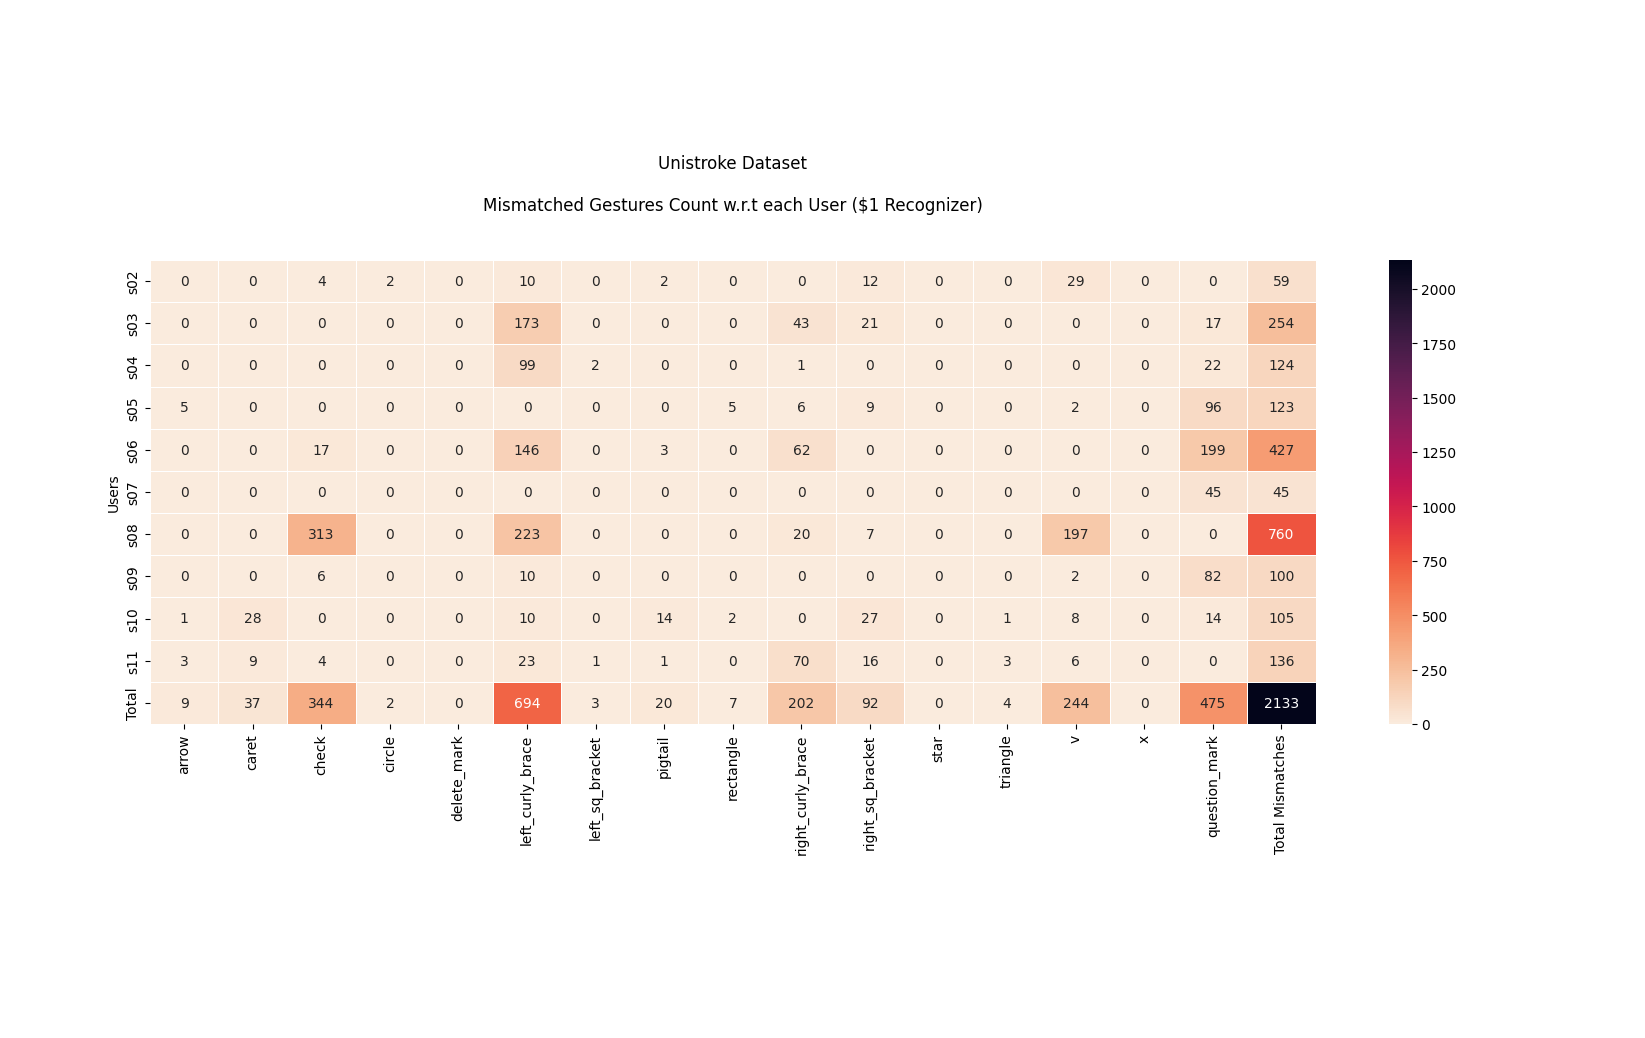 Unistroke Dataset
Mismatched Gestures Count w.r.t each User ($1 Recognizer)
Users
s02 0 0 4 2 0 10 0 2 0 0 12 0 0 29 0 0 59
s03 0 0 0 0 0 173 0 0 0 43 21 0 0 0 0 17 254
s04 0 0 0 0 0 99 2 0 0 1 0 0 0 0 0 22 124
s05 5 0 0 0 0 0 0 0 5 6 9 0 0 2 0 96 123
s06 0 0 17 0 0 146 0 3 0 62 0 0 0 0 0 199 427
s07 0 0 0 0 0 0 0 0 0 0 0 0 0 0 0 45 45
s08 0 0 313 0 0 223 0 0 0 20 7 0 0 197 0 0 760
s09 0 0 6 0 0 10 0 0 0 0 0 0 0 2 0 82 100
s10 1 28 0 0 0 10 0 14 2 0 27 0 1 8 0 14 105
s11 3 9 4 0 0 23 1 1 0 70 16 0 3 6 0 0 136
Total 9 37 344 2 0 694 3 20 7 202 92 0 4 244 0 475 2133
arrow
caret
check
circle
delete_mark
left_curly_brace
left_sq_bracket
pigtail
rectangle
right_curly_brace
right_sq_bracket
star
triangle
v
x
question_mark
Total Mismatches
2000
1750
1500
1250
1000
750
500
250
0